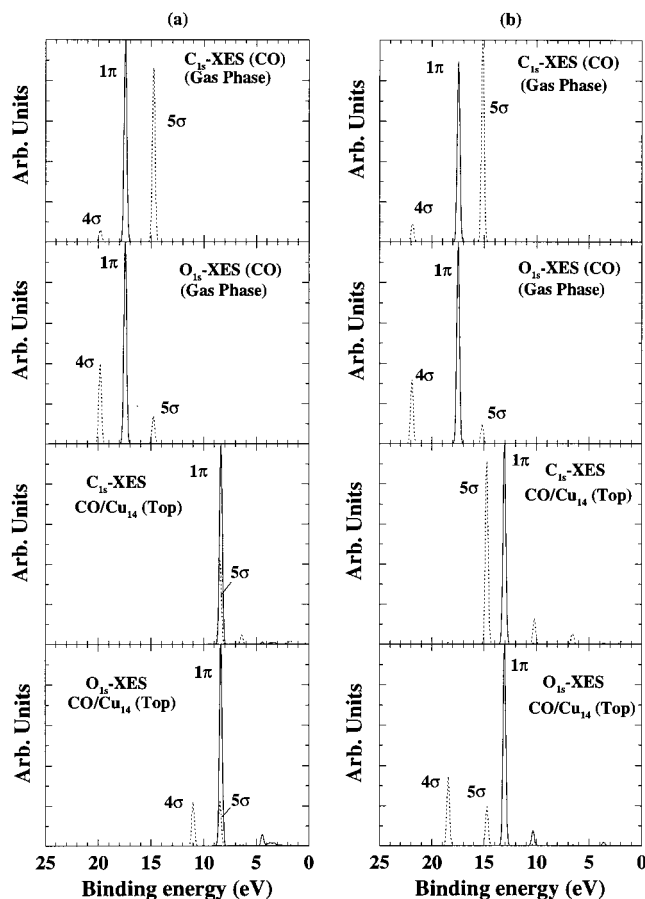 (a) (b)
C1s-XES (CO)
(Gas Phase)
1π
5σ
4σ
Arb. Units
C1s-XES (CO)
(Gas Phase)
1π
5σ
4σ
Arb. Units
1π
O1s-XES (CO)
(Gas Phase)
4σ
5σ
Arb. Units
1π
O1s-XES (CO)
(Gas Phase)
4σ
5σ
Arb. Units
1π
C1s-XES
CO/Cu14 (Top)
5σ
Arb. Units
1π
5σ
C1s-XES
CO/Cu14 (Top)
Arb. Units
O1s-XES
1π
CO/Cu14 (Top)
4σ
5σ
Arb. Units
1π
O1s-XES
CO/Cu14 (Top)
4σ
5σ
Arb. Units
25 20 15 10 5 0
Binding energy (eV)
25 20 15 10 5 0
Binding energy (eV)